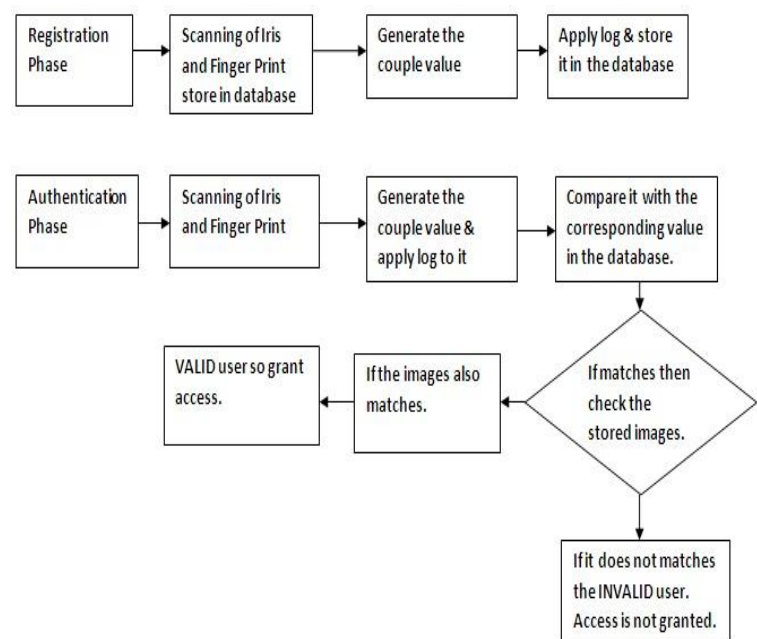 Registration
Phase
Scanning of Iris
and Finger Print
store in database
Generate the
couple value
Apply log & store
it in the database
Authentication
Phase
Scanning of Iris
and Finger Print
Generate the
couple value &
apply log to it
Compare it with the
corresponding value
in the database.
If matches then
check the
stored images.
If the images also
matches.
VALID user so grant
access.
If it does not matches
the INVALID user.
Access is not granted.